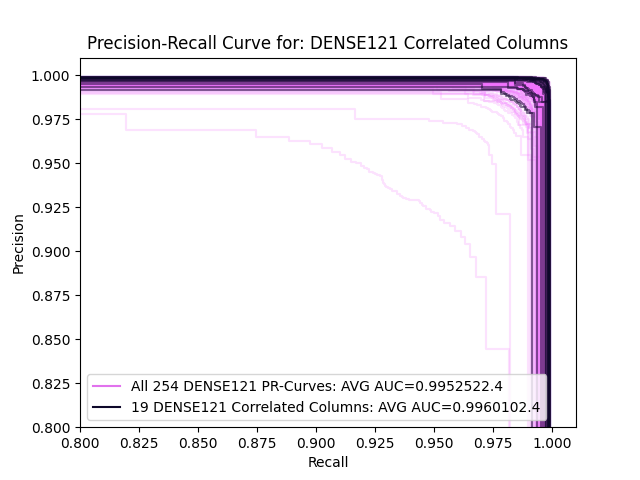 Precision-Recall Curve for: DENSE121 Correlated Columns
1.000
0.975
0.950
0.925
0.900
0.875
0.850
0.825
0.800
Precision
All 254 DENSE121 PR-Curves: AVG AUC=0.9952522.4
19 DENSE121 Correlated Columns: AVG AUC=0.9960102.4
0.800 0.825 0.850 0.875 0.900 0.925 0.950 0.975 1.000
Recall